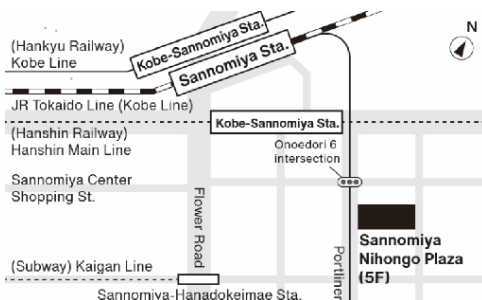 N
(Hankyu Railway)
Kobe Line
Kobe-Sannomiya Sta.
Sannomiya Sta.
JR Tokaido Line (Kobe Line)
Kobe-Sannomiya Sta.
(Hanshin Railway)
Hanshin Main Line
Onoedori 6
intersection
Sannomiya Center
Shopping St.
Flower Road
Portliner
Sannomiya
Nihongo Plaza
(5F)
(Subway) Kaigan Line
Sannomiya-Hanadokeimae Sta.